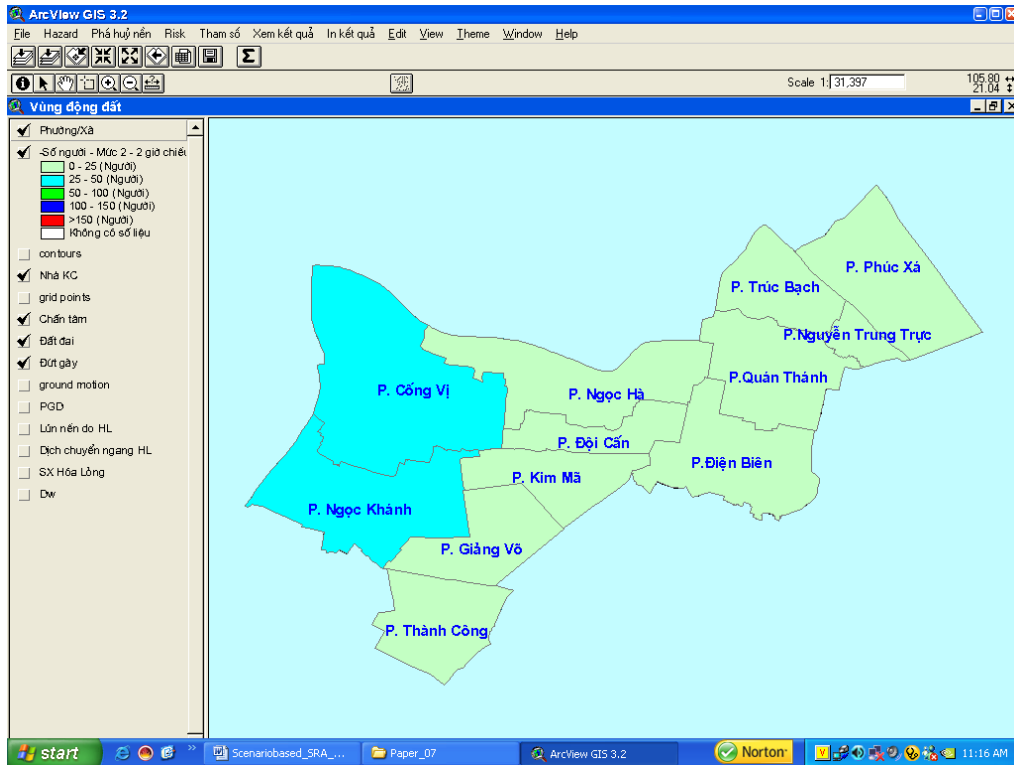 ArcView GIS 3.2
File Hazard Phá huỷ nền Risk Tham số Xem kết quả In kết quả Edit View Theme Window Help
Σ
Scale 1: 31,397
105.80
21.04
Vùng động đất
Phường/Xã
-Số người - Mức 2 - 2 giờ chiều
0 - 25 (Người)
25 - 50 (Người)
50 - 100 (Người)
100 - 150 (Người)
>150 (Người)
Không có số liệu
contours
Nhà KC
grid points
Chấn tâm
Đất đai
Đứt gãy
ground motion
PGD
Lún nền do HL
Dịch chuyển ngang HL
SX Hóa Lỏng
Dw
P. Phúc Xá
P. Trúc Bạch
P.Nguyễn Trung Trực
P.Quán Thánh
P. Cống Vị
P. Ngọc Hà
P. Đội Cấn
P.Điện Biên
P. Kim Mã
P. Ngọc Khánh
P. Giảng Võ
P. Thành Công
start
»
Scenariobased_SRA_...
Paper_07
ArcView GIS 3.2
Norton
V
11:16 AM